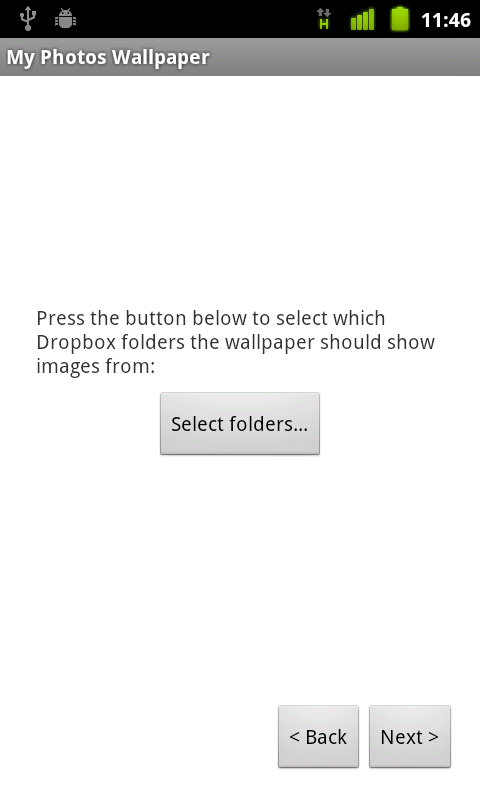 H
11:46
My Photos Wallpaper
Press the button below to select which
Dropbox folders the wallpaper should show
images from:
Select folders...
< Back
Next >